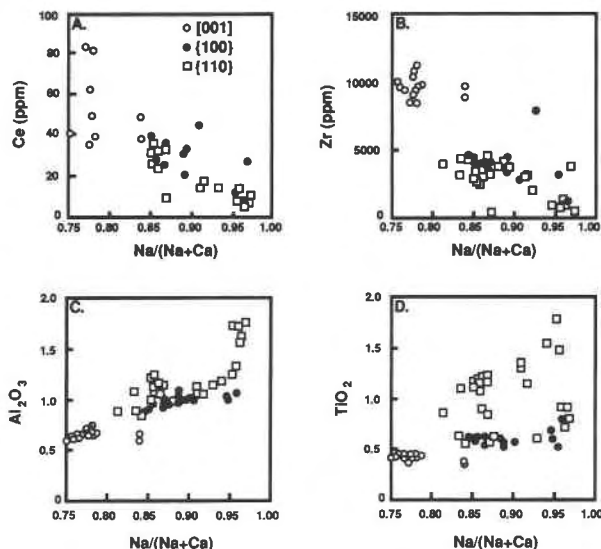 A.
○ [001]
● {100}
□ {110}
Ce (ppm)
100
80
60
40
20
0
0.75 0.80 0.85 0.90 0.95 1.00
Na/(Na+Ca)
B.
Zr (ppm)
15000
10000
5000
0
0.75 0.80 0.85 0.90 0.95 1.00
Na/(Na+Ca)
C.
Al2O3
2.0
1.5
1.0
0.5
0
0.75 0.80 0.85 0.90 0.95 1.00
Na/(Na+Ca)
D.
TiO2
2.0
1.5
1.0
0.5
0
0.75 0.80 0.85 0,90 0.95 1.00
Na/(Na+Ca)